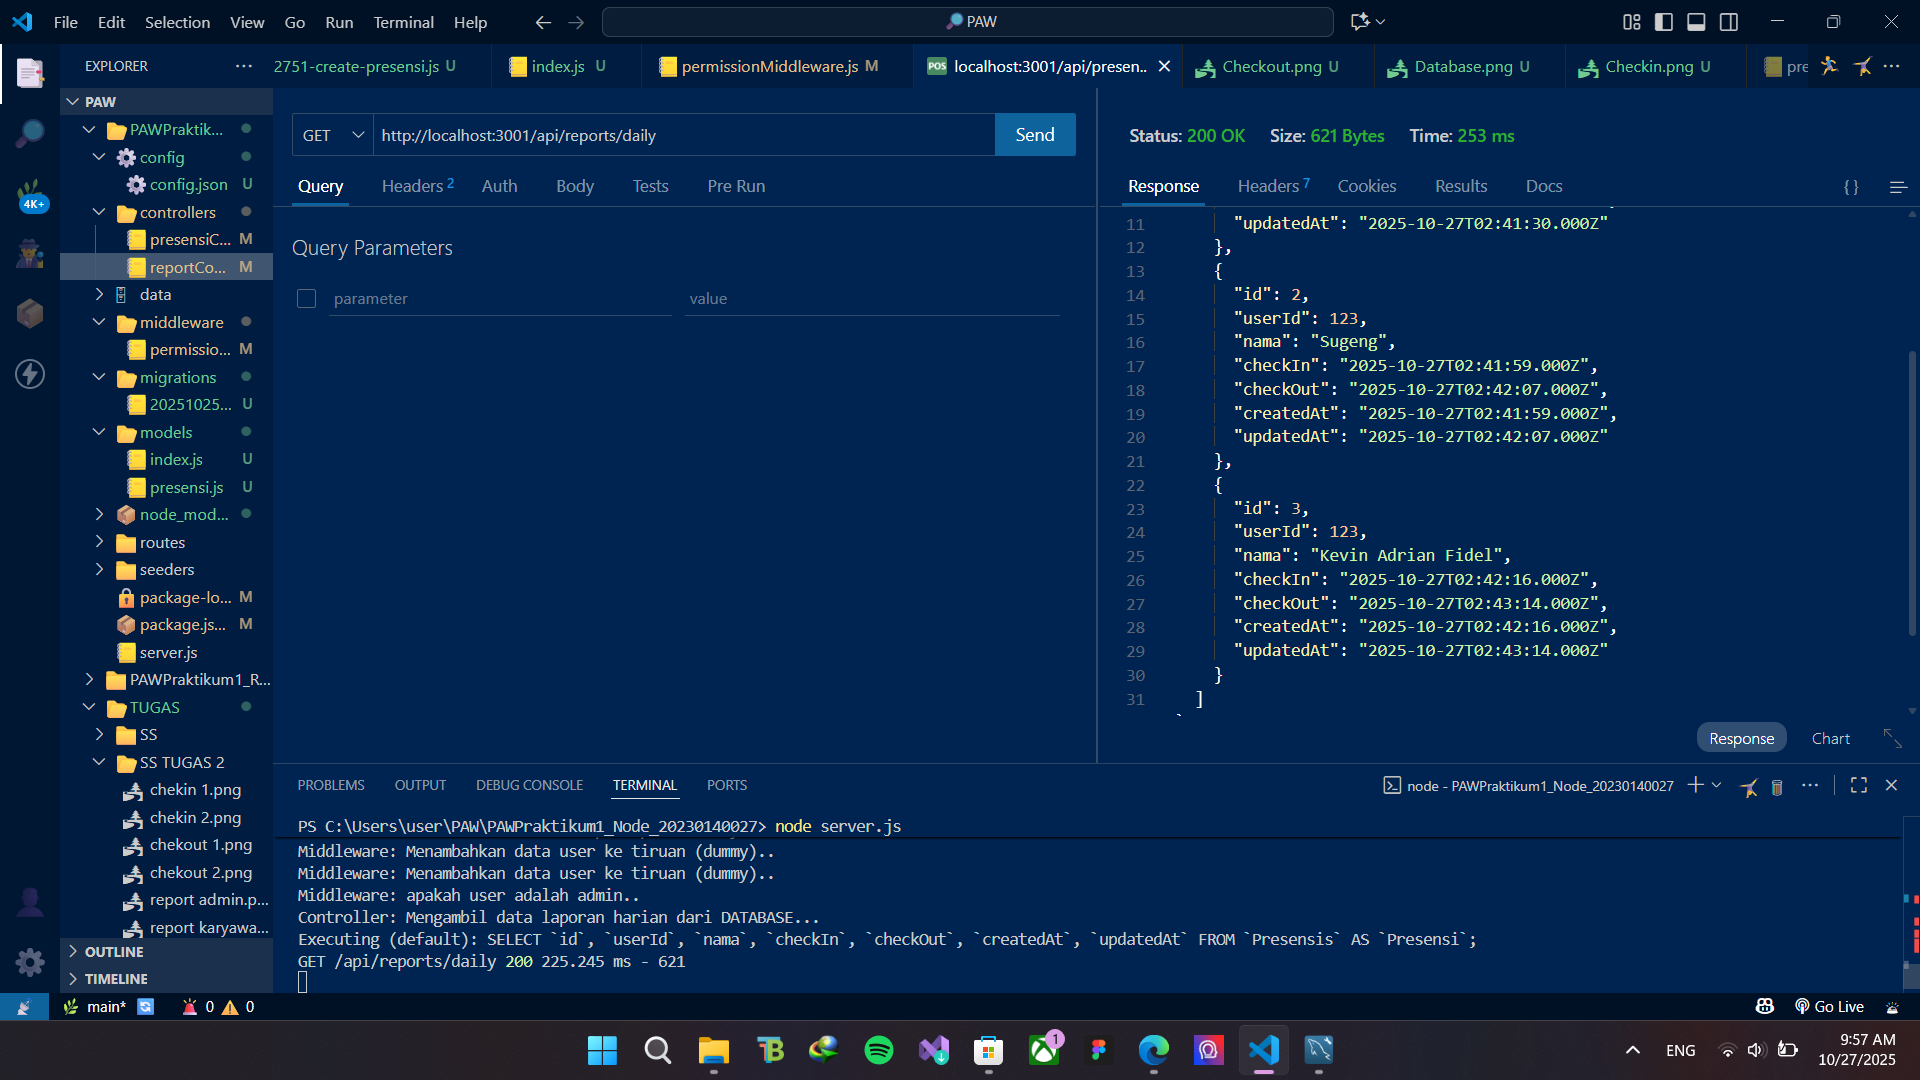 File Edit Selection View Go Run Terminal Help
PAW
EXPLORER
2751-create-presensi.js U
index.js U
permissionMiddleware.js M
POS localhost:3001/api/presen..
Checkout.png U
Database.png U
Checkin.png U
pre
PAW
PAWPraktik...
config
config.json U
controllers
presensiC... M
reportCo... M
data
middleware
permissio... M
migrations
20251025... U
models
index.js U
presensi.js U
node_mod...
routes
seeders
package-lo... M
package.js... M
server.js
PAWPraktikum1_R...
TUGAS
SS
SS TUGAS 2
chekin 1.png
chekin 2.png
chekout 1.png
chekout 2.png
report admin.p...
report karyawa...
OUTLINE
TIMELINE
4K+
GET http://localhost:3001/api/reports/daily Send
Query Headers 2 Auth Body Tests Pre Run
Query Parameters
parameter value
Status: 200 OK Size: 621 Bytes Time: 253 ms
Response Headers 7 Cookies Results Docs { }
11 "updatedAt": "2025-10-27T02:41:30.000Z"
12 },
13 {
14 "id": 2,
15 "userId": 123,
16 "nama": "Sugeng",
17 "checkIn": "2025-10-27T02:41:59.000Z",
18 "checkOut": "2025-10-27T02:42:07.000Z",
19 "createdAt": "2025-10-27T02:41:59.000Z",
20 "updatedAt": "2025-10-27T02:42:07.000Z"
21 },
22 {
23 "id": 3,
24 "userId": 123,
25 "nama": "Kevin Adrian Fidel",
26 "checkIn": "2025-10-27T02:42:16.000Z",
27 "checkOut": "2025-10-27T02:43:14.000Z",
28 "createdAt": "2025-10-27T02:42:16.000Z",
29 "updatedAt": "2025-10-27T02:43:14.000Z"
30 }
31 ]
Response Chart
PROBLEMS OUTPUT DEBUG CONSOLE TERMINAL PORTS
node - PAWPraktikum1_Node_20230140027
PS C:\Users\user\PAW\PAWPraktikum1_Node_20230140027> node server.js
Middleware: Menambahkan data user ke tiruan (dummy)..
Middleware: Menambahkan data user ke tiruan (dummy)..
Middleware: apakah user adalah admin..
Controller: Mengambil data laporan harian dari DATABASE...
Executing (default): SELECT `id`, `userId`, `nama`, `checkIn`, `checkOut`, `createdAt`, `updatedAt` FROM `Presensis` AS `Presensi`;
GET /api/reports/daily 200 225.245 ms - 621
main* 0 0
Go Live
1
ENG
9:57 AM
10/27/2025